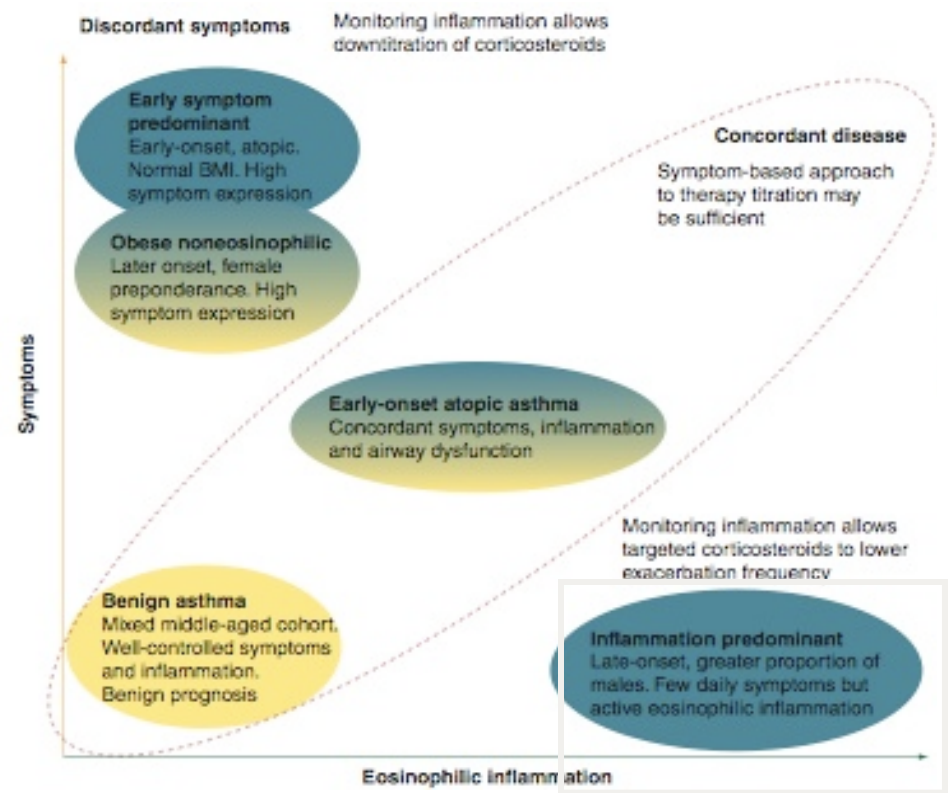 Discordant symptoms
Monitoring inflammation allows
downtitration of corticosteroids
Early symptom
predominant
Early-onset, atopic.
Normal BMI. High
symptom expression
Concordant disease
Symptom-based approach
to therapy titration may
be sufficient
Obese noneosinophilic
Later onset, female
preponderance. High
symptom expression
Symptoms
Early-onset atopic asthma
Concordant symptoms, inflammation
and airway dysfunction
Monitoring inflammation allows
targeted corticosteroids to lower
exacerbation frequency
Benign asthma
Mixed middle-aged cohort.
Well-controlled symptoms
and inflammation.
Benign prognosis
Inflammation predominant
Late-onset, greater proportion of
males. Few daily symptoms but
active eosinophilic inflammation
Eosinophilic inflammation